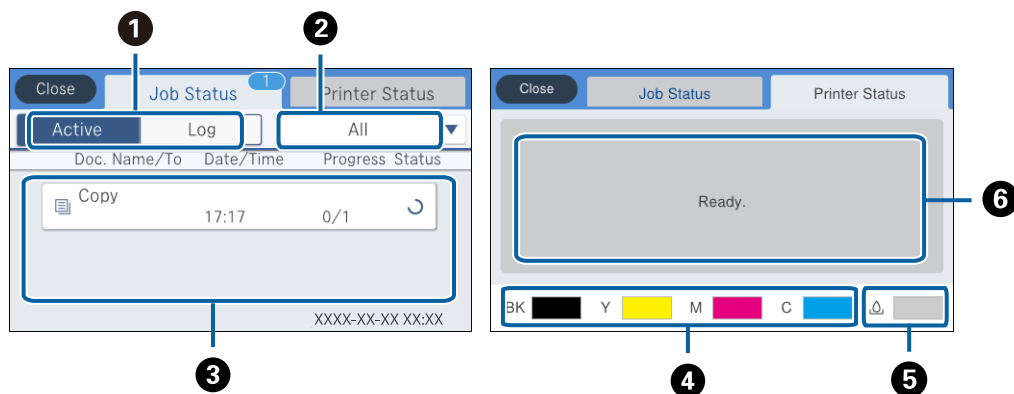 1 2
Close Job Status 1 Printer Status
Active Log All
Doc. Name/To Date/Time Progress Status
Copy
17:17 0/1
XXXX-XX-XX XX:XX
3
Close Job Status Printer Status
Ready.
6
BK Y M C
4 5